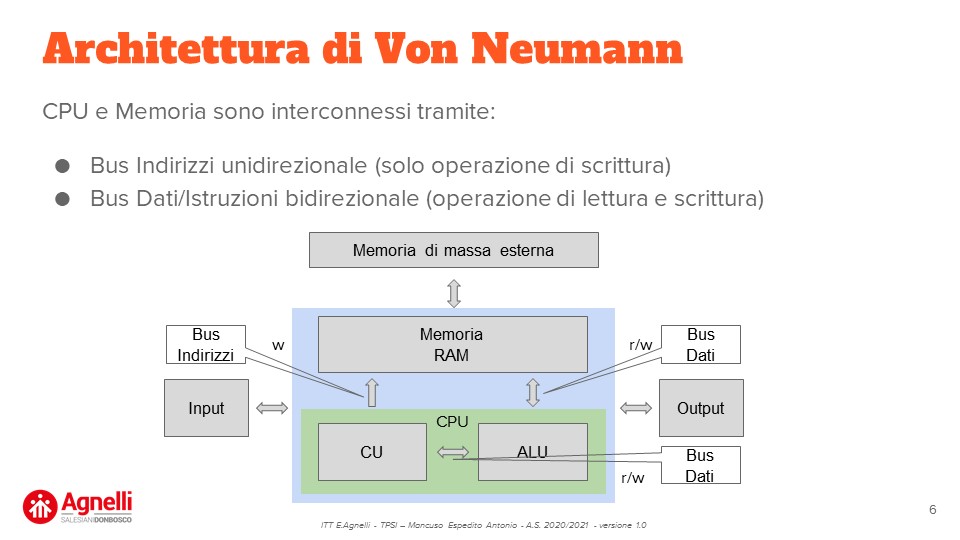 Architettura di Von Neumann
CPU e Memoria sono interconnessi tramite:
● Bus Indirizzi unidirezionale (solo operazione di scrittura)
● Bus Dati/Istruzioni bidirezionale (operazione di lettura e scrittura)
Memoria di massa esterna
Bus
Indirizzi
w
Memoria
RAM
r/w
Bus
Dati
Input
Output
CPU
CU
ALU
Bus
Dati
r/w
Agnelli
SALESIANI DONBOSCO
ITT E.Agnelli - TPSI – Mancuso Espedito Antonio - A.S. 2020/2021 - versione 1.0
6